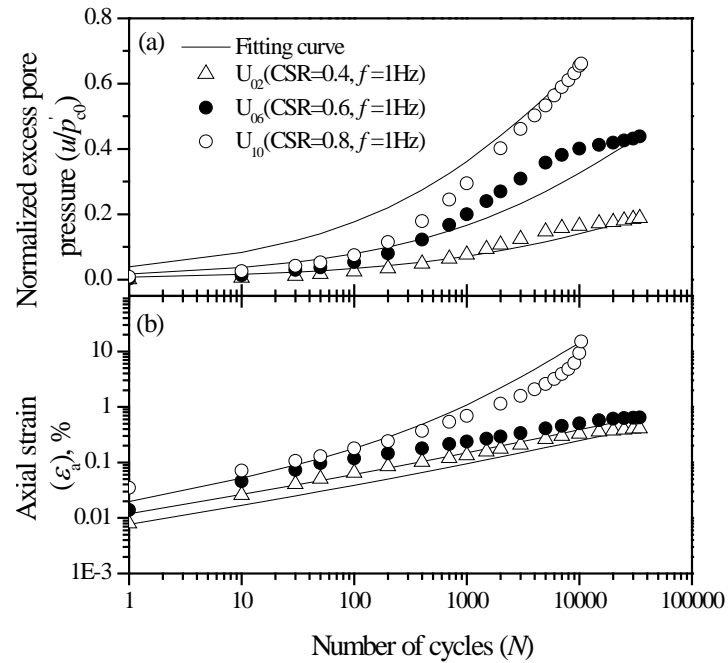 (a)
Fitting curve
U02(CSR=0.4, f=1Hz)
U06(CSR=0.6, f=1Hz)
U10(CSR=0.8, f=1Hz)
Normalized excess pore
pressure (u/p'c0)
0.8
0.6
0.4
0.2
0.0
(b)
Axial strain
(εa), %
10
1
0.1
0.01
1E-3
1 10 100 1000 10000 100000
Number of cycles (N)